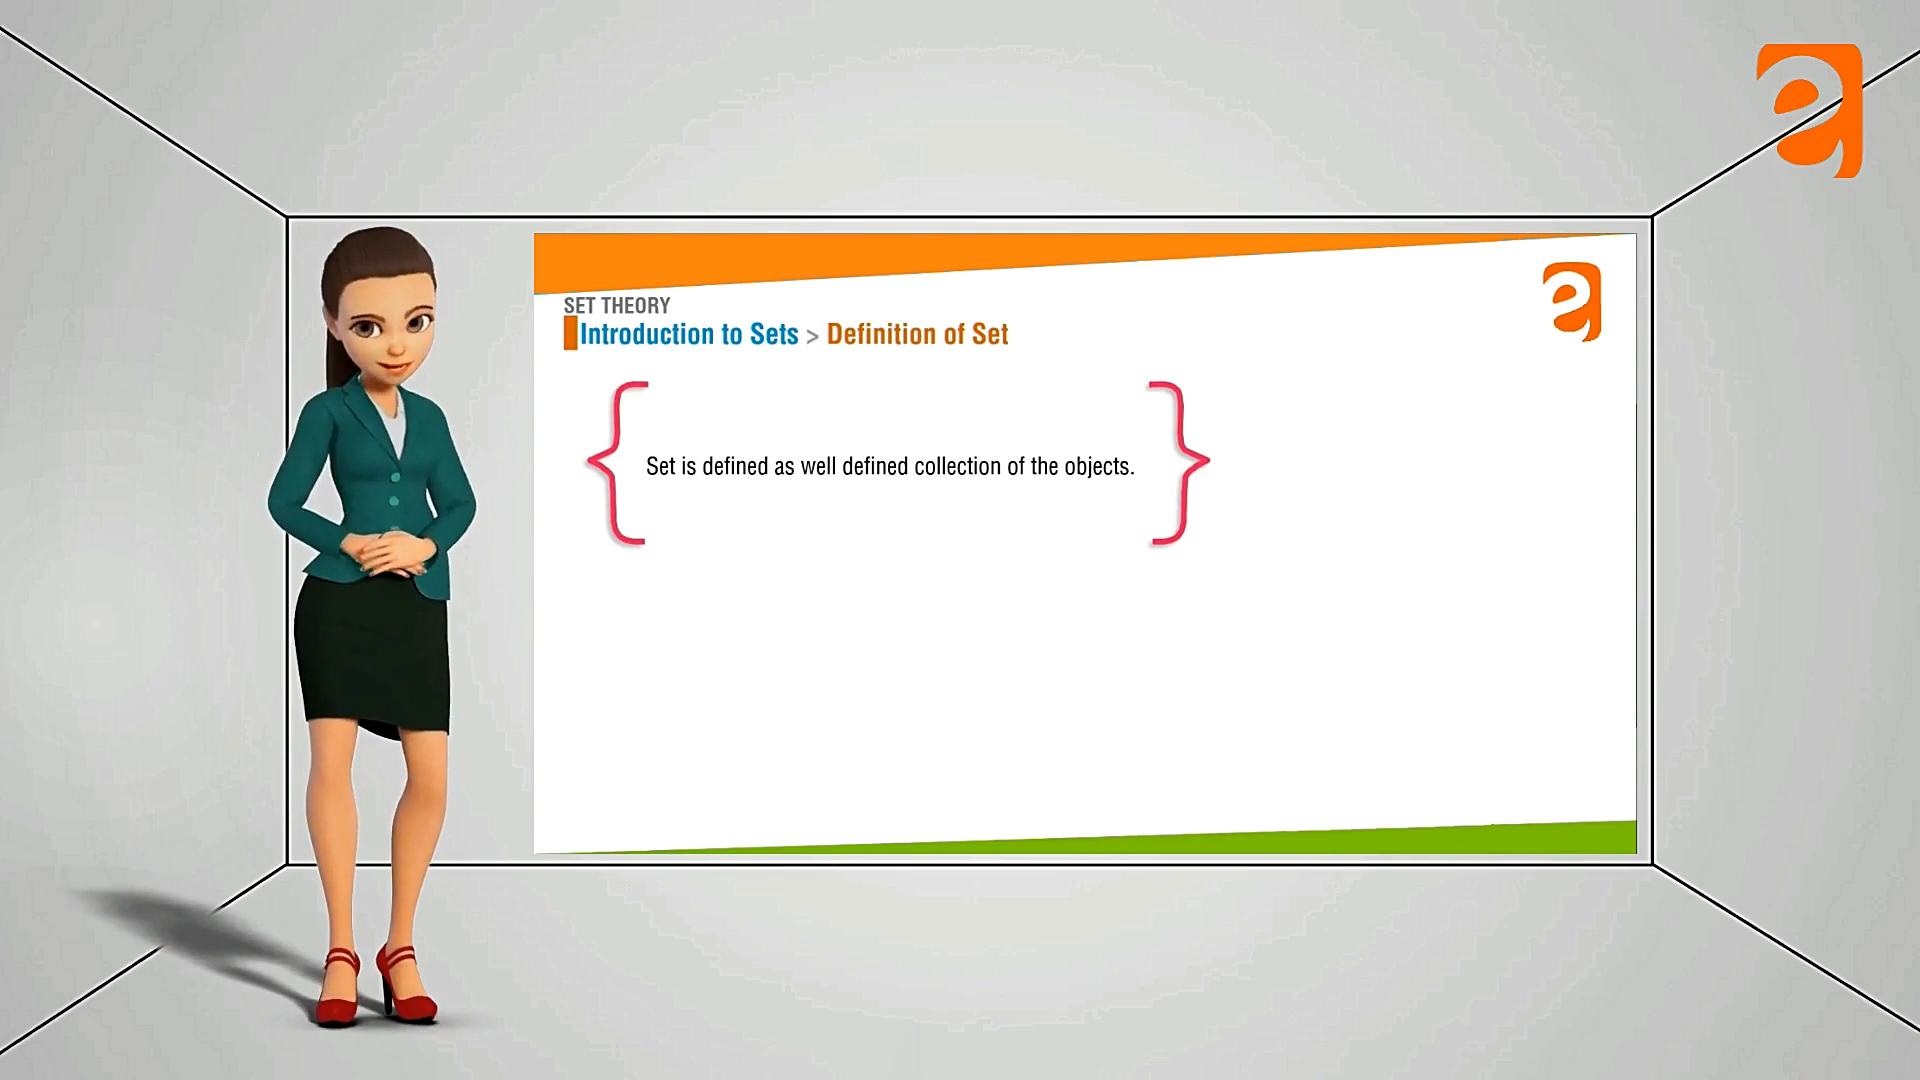 SET THEORY
Introduction to Sets > Definition of Set
Set is defined as well defined collection of the objects.